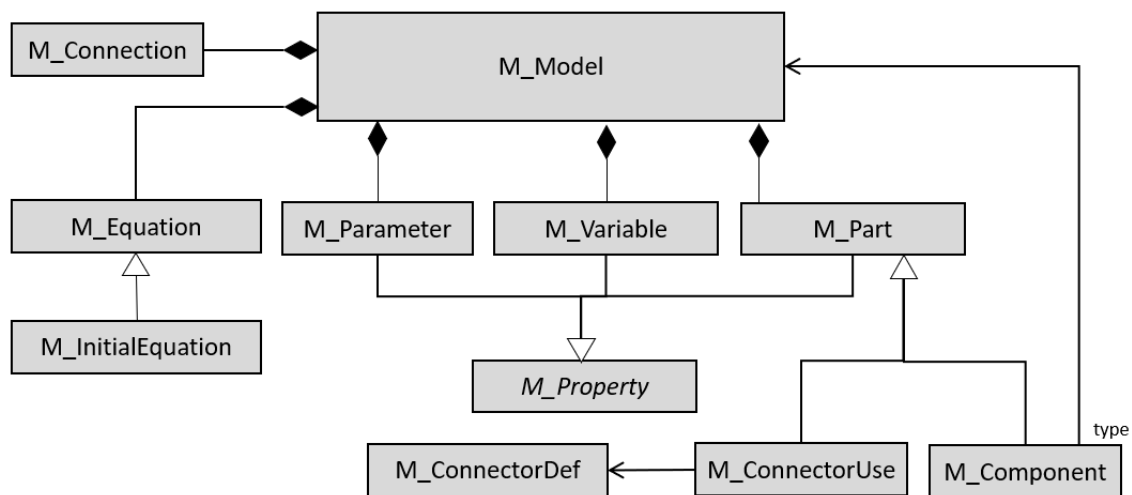 M_Connection
M_Model
M_Equation
M_Parameter
M_Variable
M_Part
M_InitialEquation
M_Property
type
M_ConnectorDef
M_ConnectorUse
M_Component